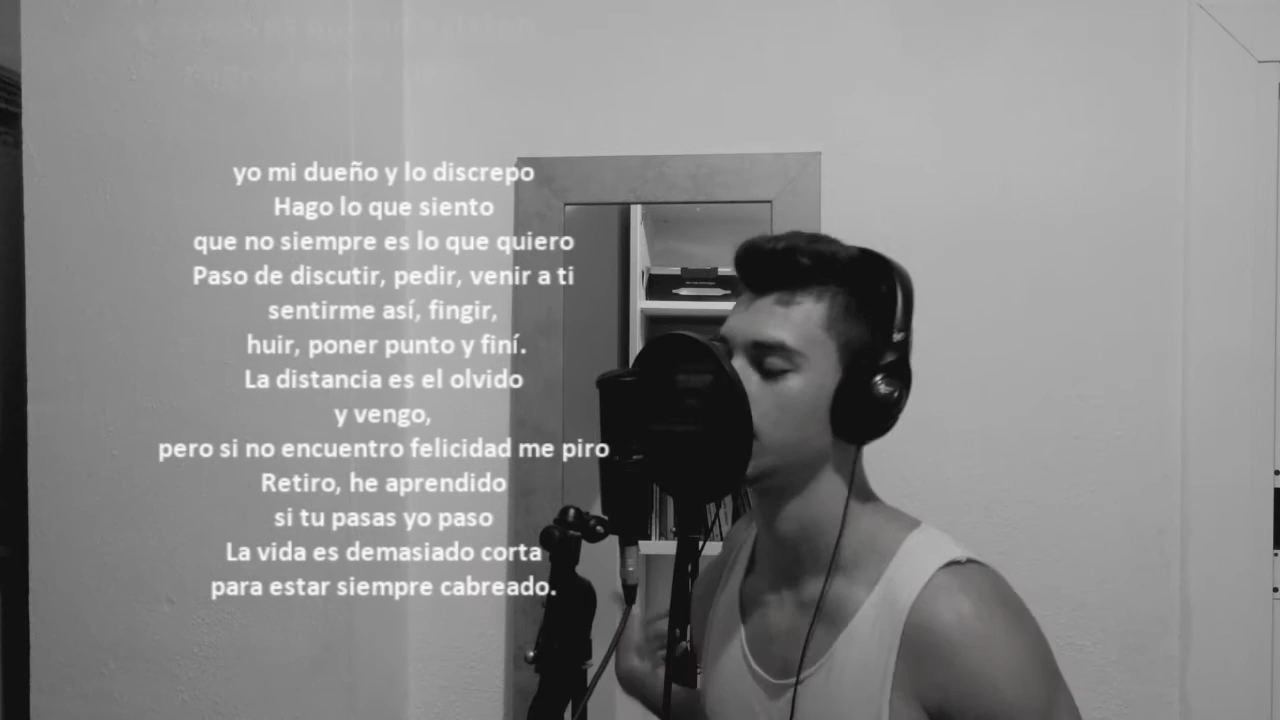 yo mi dueño y lo discrepo
Hago lo que siento
que no siempre es lo que quiero
Paso de discutir, pedir, venir a ti
sentirme así, fingir,
huir, poner punto y finí.
La distancia es el olvido
y vengo,
pero si no encuentro felicidad me piro
Retiro, he aprendido
si tu pasas yo paso
La vida es demasiado corta
para estar siempre cabreado.